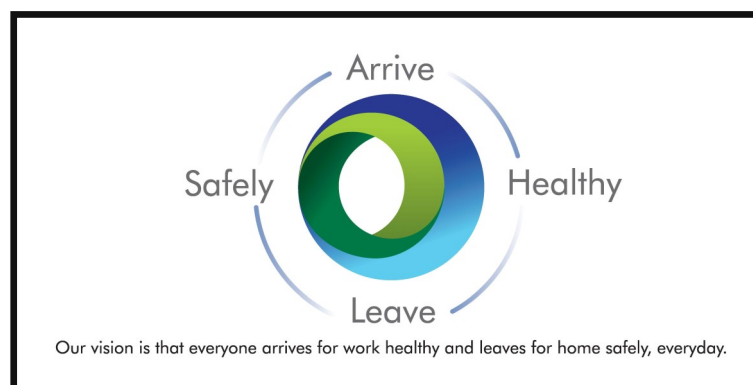 Arrive
Healthy
Leave
Safely
Our vision is that everyone arrives for work healthy and leaves for home safely, everyday.